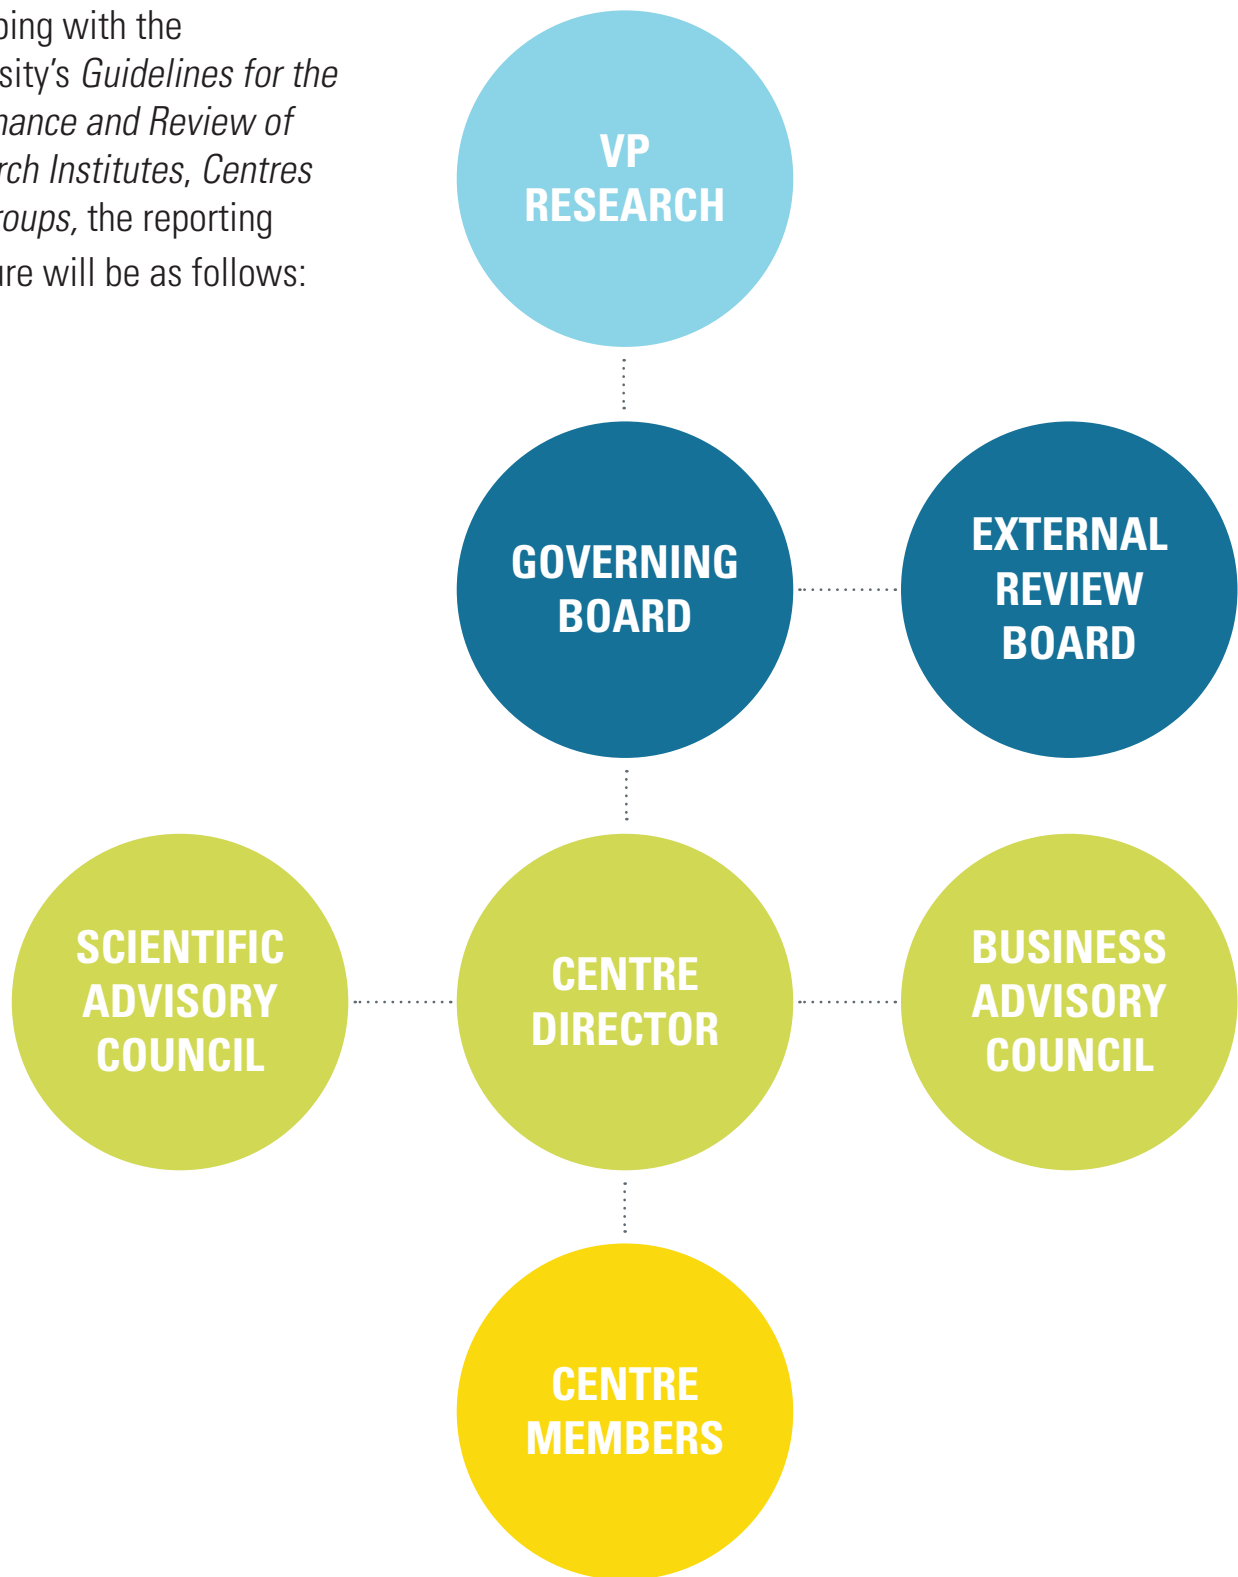 ping with the
sity’s Guidelines for the
nance and Review of
rch Institutes, Centres
roups, the reporting
ure will be as follows:
VP
RESEARCH
GOVERNING
BOARD
EXTERNAL
REVIEW
BOARD
SCIENTIFIC
ADVISORY
COUNCIL
CENTRE
DIRECTOR
BUSINESS
ADVISORY
COUNCIL
CENTRE
MEMBERS